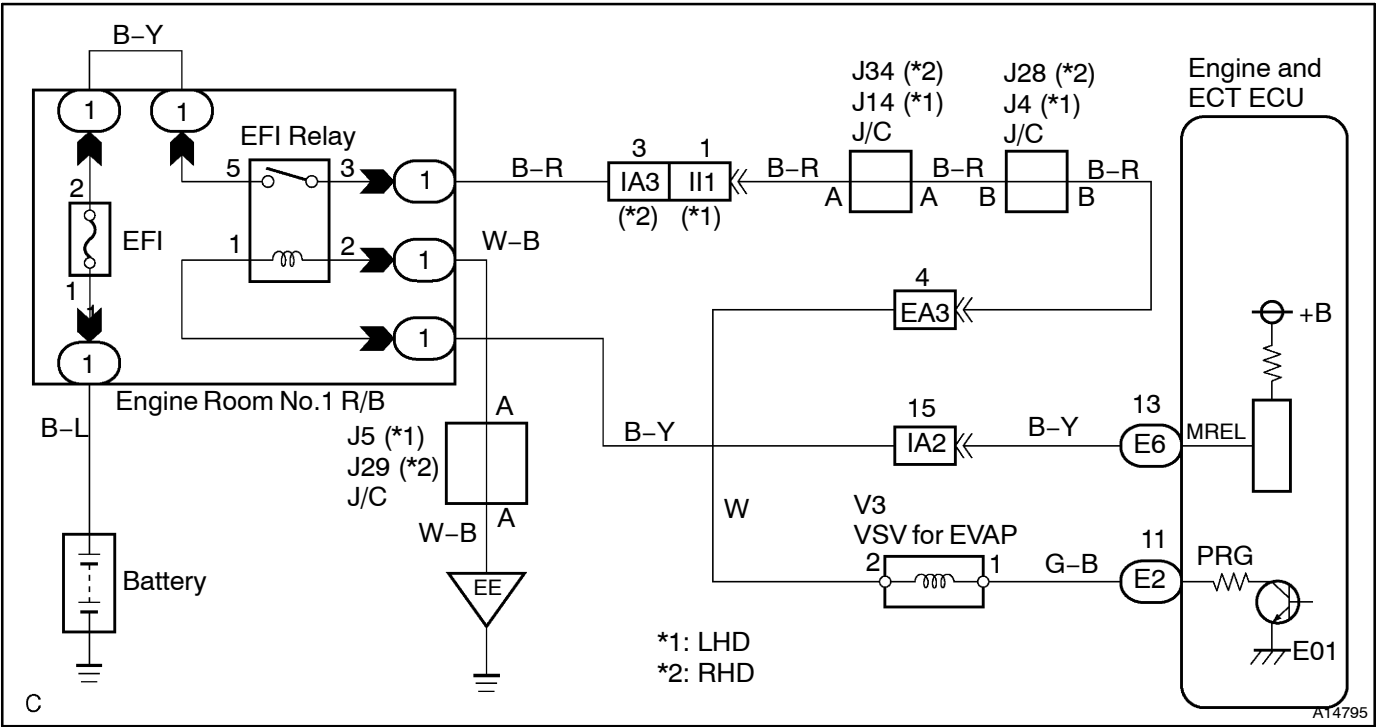 B–Y
1
1
EFI Relay
5
3
1
2
EFI
1
2
1
1
1
1
1
Engine Room No.1 R/B
B–L
Battery
B–R
W–B
3
1
IA3
II1
(*2)
(*1)
B–R
J34 (*2)
J14 (*1)
J/C
A
A
B–R
J28 (*2)
J4 (*1)
J/C
B
B
B–R
Engine and
ECT ECU
4
EA3
+B
J5 (*1)
J29 (*2)
J/C
A
A
W–B
EE
B–Y
15
IA2
B–Y
13
E6
MREL
W
V3
VSV for EVAP
2
1
G–B
11
E2
PRG
E01
*1: LHD
*2: RHD
C
A14795